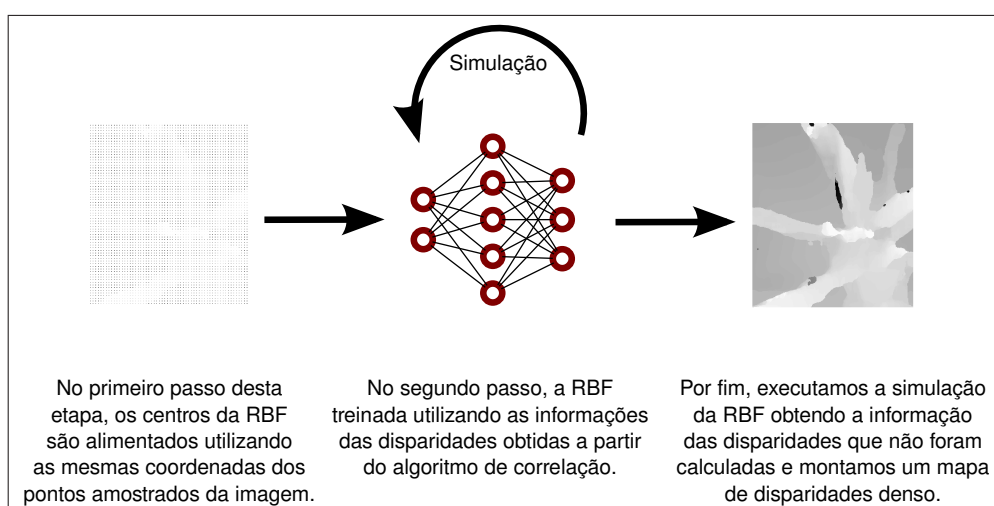 Simulação
No primeiro passo desta
etapa, os centros da RBF
são alimentados utilizando
as mesmas coordenadas dos
pontos amostrados da imagem.
No segundo passo, a RBF
treinada utilizando as informações
das disparidades obtidas a partir
do algoritmo de correlação.
Por fim, executamos a simulação
da RBF obtendo a informação
das disparidades que não foram
calculadas e montamos um mapa
de disparidades denso.